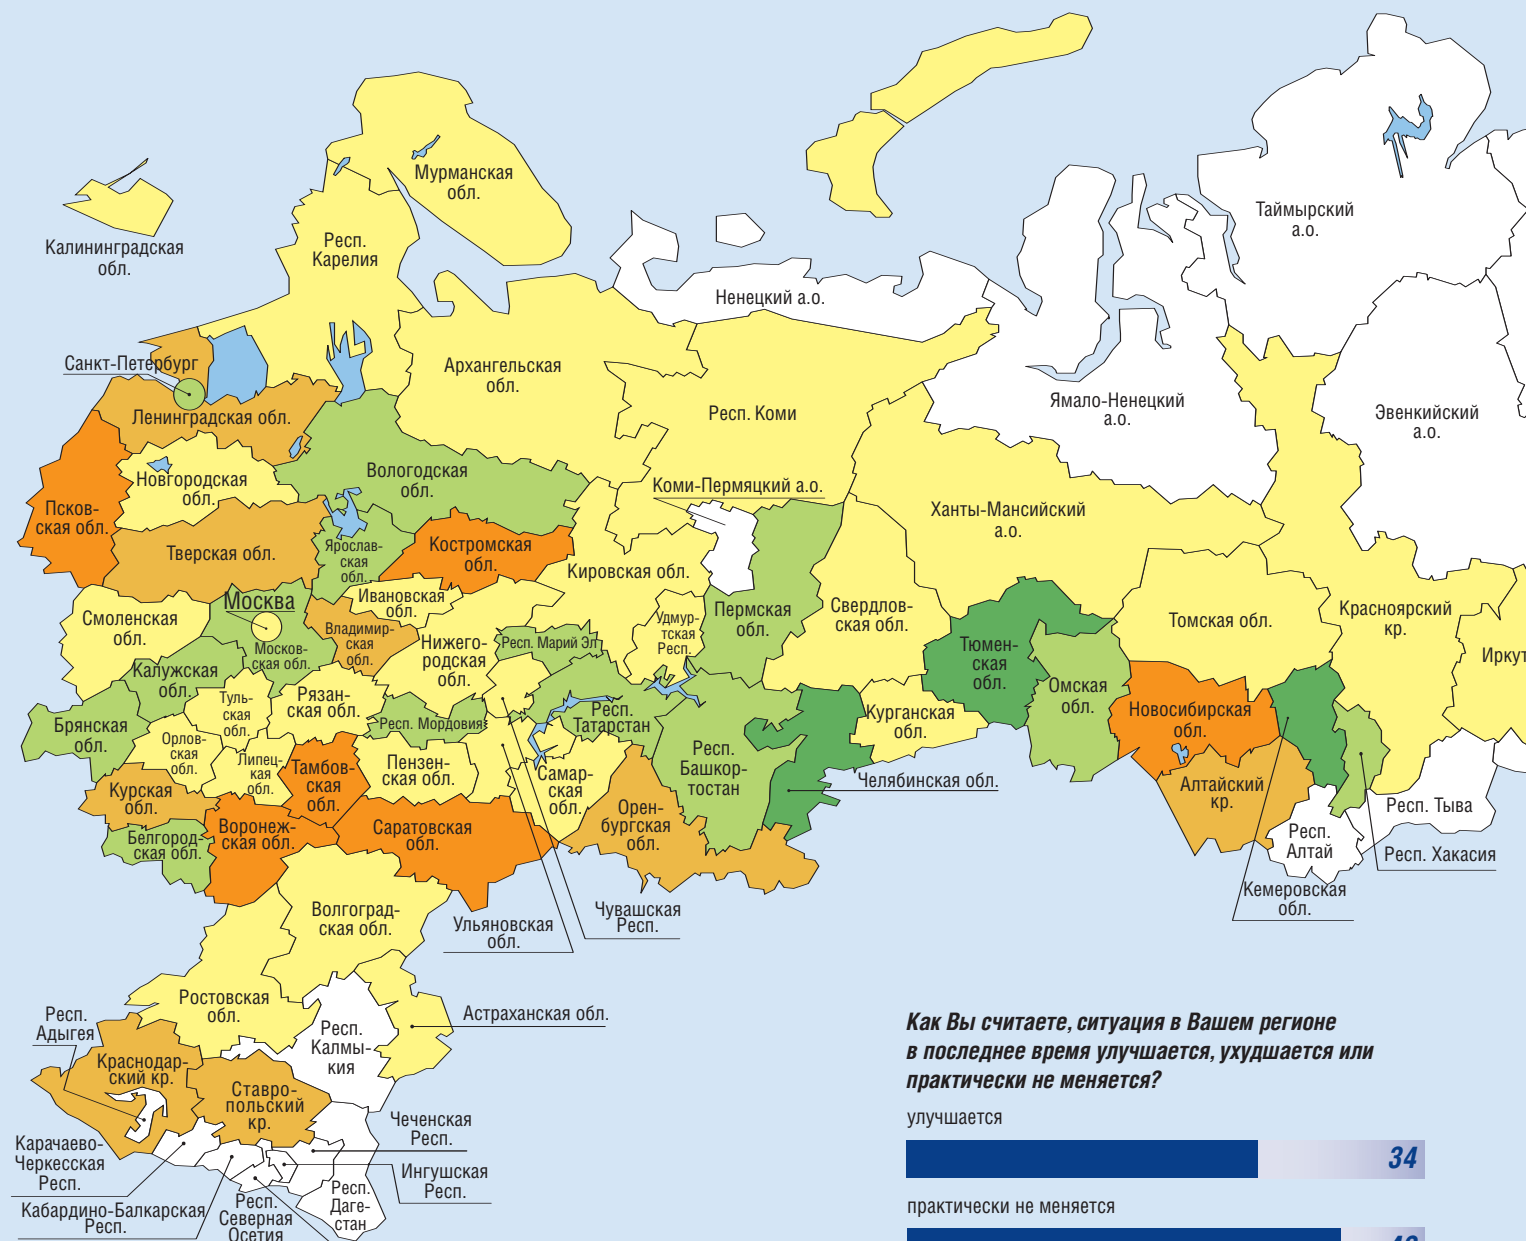 Мурманская
обл.
Калининградская
обл.
Респ.
Карелия
Таймырский
а.о.
Ненецкий а.о.
Санкт-Петербург
Архангельская
обл.
Ленинградская обл.
Респ. Коми
Ямало-Ненецкий
а.о.
Эвенкийский
а.о.
Новгородская
обл.
Вологодская
обл.
Коми-Пермяцкий а.о.
Псков-
ская обл.
Ханты-Мансийский
а.о.
Тверская обл.
Ярослав-
ская
обл.
Костромская
обл.
Кировская обл.
Ивановская
обл.
Смоленская
обл.
Москва
Владимир-
ская
обл.
Московс-
ская обл.
Нижего-
родская
обл.
Респ. Марий Эл
Удмур-
тская
Респ.
Пермская
обл.
Свердлов-
ская обл.
Тюмен-
ская
обл.
Томская обл.
Красноярский
кр.
Иркут
Калужская
обл.
Туль-
ская
обл.
Рязан-
ская обл.
Респ. Мордовия
Респ.
Татарстан
Омская
обл.
Новосибирская
обл.
Брянская
обл.
Орлов-
ская
обл.
Липец-
кая
обл.
Тамбов-
ская
обл.
Пензен-
ская обл.
Самар-
ская
обл.
Респ.
Башкор-
тостан
Курганская
обл.
Челябинская обл.
Алтайский
кр.
Курская
обл.
Воронеж-
ская обл.
Саратовская
обл.
Орен-
бургская
обл.
Респ. Тыва
Респ.
Алтай
Респ. Хакасия
Белгород-
ская обл.
Кемеровская
обл.
Волгоград-
ская обл.
Ульяновская
обл.
Чувашская
Респ.
Ростовская
обл.
Респ.
Адыгея
Астраханская обл.
Респ.
Калмы-
кия
Краснодар-
ский кр.
Ставро-
польский
кр.
Чеченская
Респ.
Карачаево-
Черкесская
Респ.
Ингушская
Респ.
Кабардино-Балкарская
Респ.
Респ.
Северная
Осетия
Респ.
Даге-
стан
Как Вы считаете, ситуация в Вашем регионе
в последнее время улучшается, ухудшается или
практически не меняется?
улучшается
34
практически не меняется